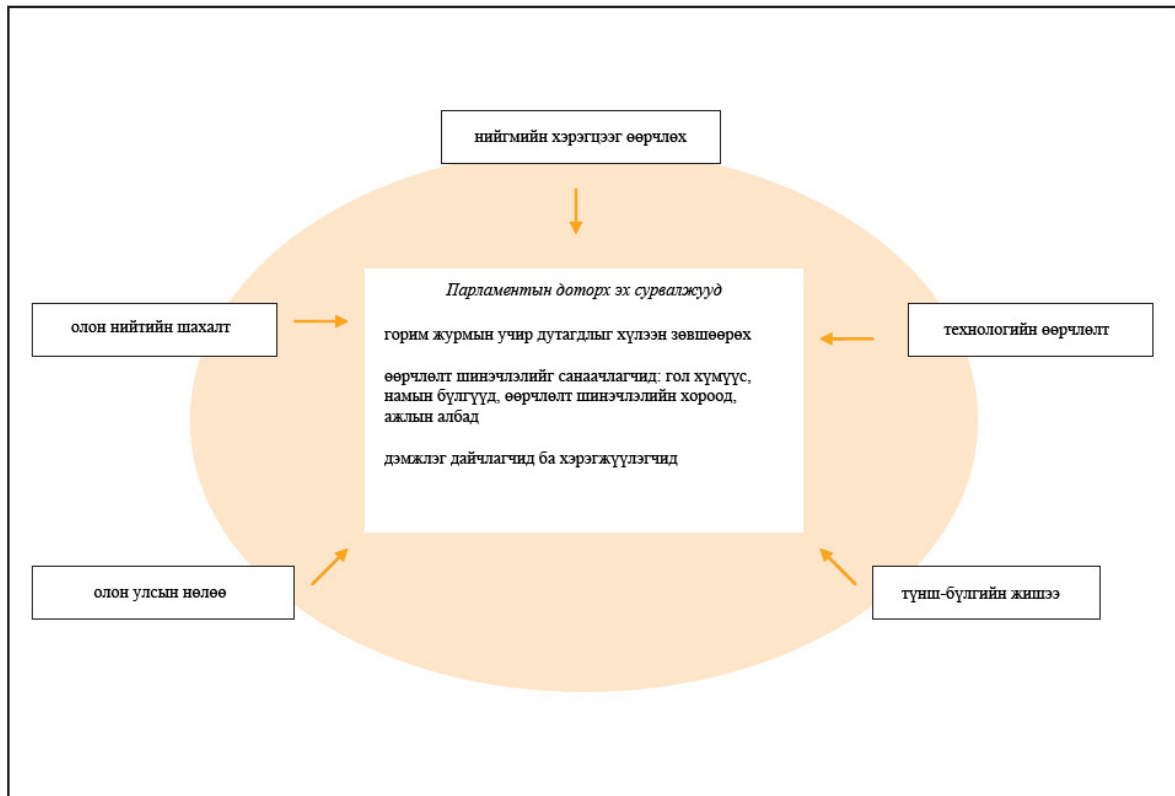 нийгмийн хэрэгцээг өөрчлөх
Парламентын доторх эх сурвалжууд
олон нийтийн шахалт
технологийн өөрчлөлт
горим журмын учир дутагдлыг хүлээн зөвшөөрөх
өөрчлөлт шинэчлэлийг санаачлагчид: гол хүмүүс,
намын бүлгүүд, өөрчлөлт шинэчлэлийн хороод,
ажлын албад
дэмжлэг дайчлагчид ба хэрэгжүүлэгчид
олон улсын нөлөө
түнш-бүлгийн жишээ